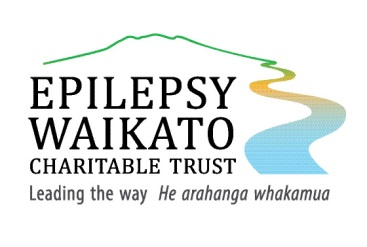 EPILEPSY
WAIKATO
CHARITABLE TRUST
Leading the way He arahanga whakamua